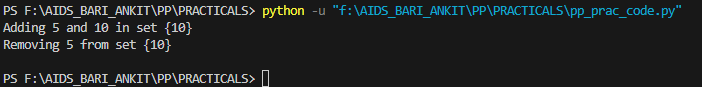 PS F:\AIDS_BARI_ANKIT\PP\PRACTICALS> python -u "f:\AIDS_BARI_ANKIT\PP\PRACTICALS\pp_prac_code.py"
Adding 5 and 10 in set {10}
Removing 5 from set {10}
PS F:\AIDS_BARI_ANKIT\PP\PRACTICALS>